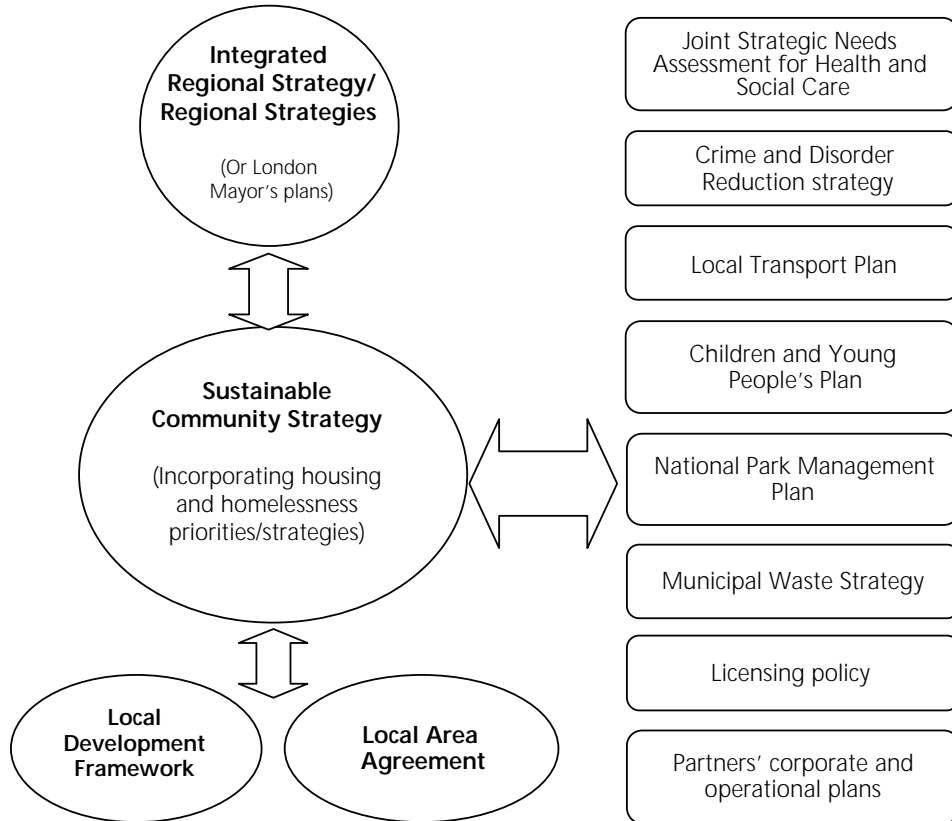 Integrated
Regional Strategy/
Regional Strategies
(Or London
Mayor's plans)
Sustainable
Community Strategy
(Incorporating housing
and homelessness
priorities/strategies)
Local
Development
Framework
Local Area
Agreement
Joint Strategic Needs
Assessment for Health and
Social Care
Crime and Disorder
Reduction strategy
Local Transport Plan
Children and Young
People's Plan
National Park Management
Plan
Municipal Waste Strategy
Licensing policy
Partners' corporate and
operational plans